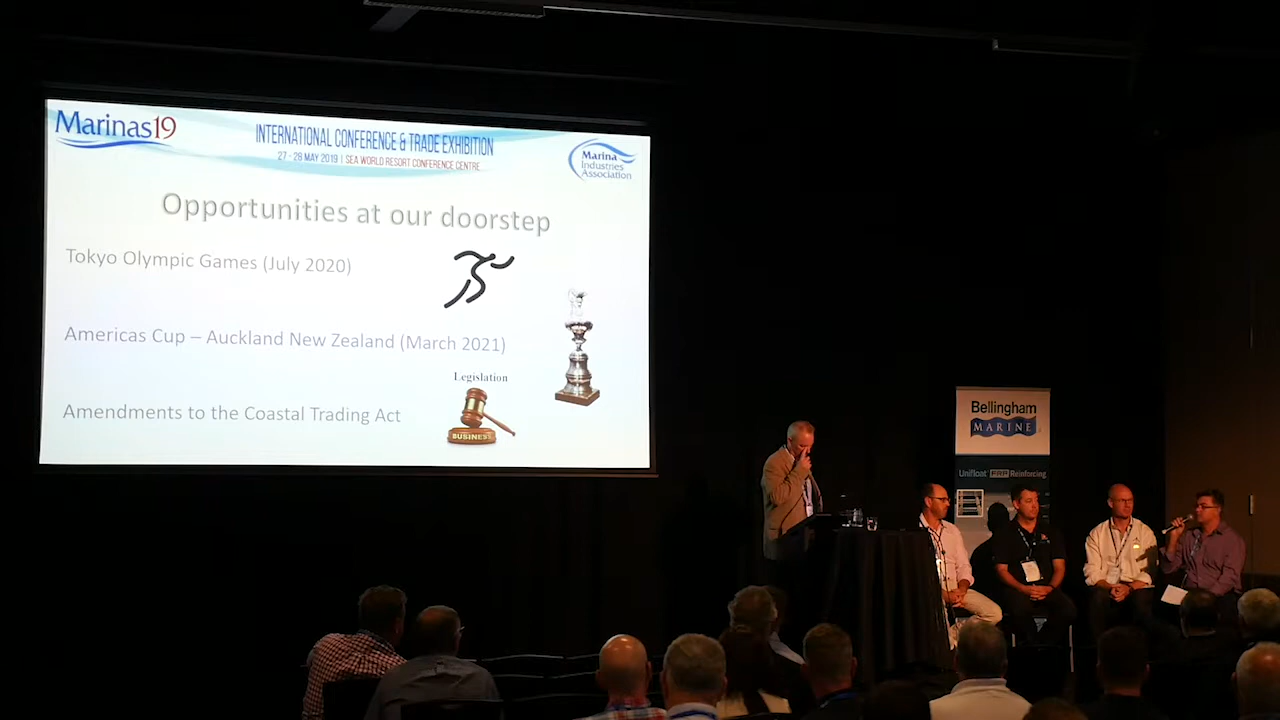 Marinas19
INTERNATIONAL CONFERENCE & TRADE EXHIBITION
27 - 28 MAY 2019 | SEA WORLD RESORT CONFERENCE CENTRE
Marina
Industries
Association
Opportunities at our doorstep
Tokyo Olympic Games (July 2020)
Americas Cup – Auckland New Zealand (March 2021)
Legislation
Amendments to the Coastal Trading Act
BUSINESS
Bellingham
MARINE
Unifloat FRP Reinforcing